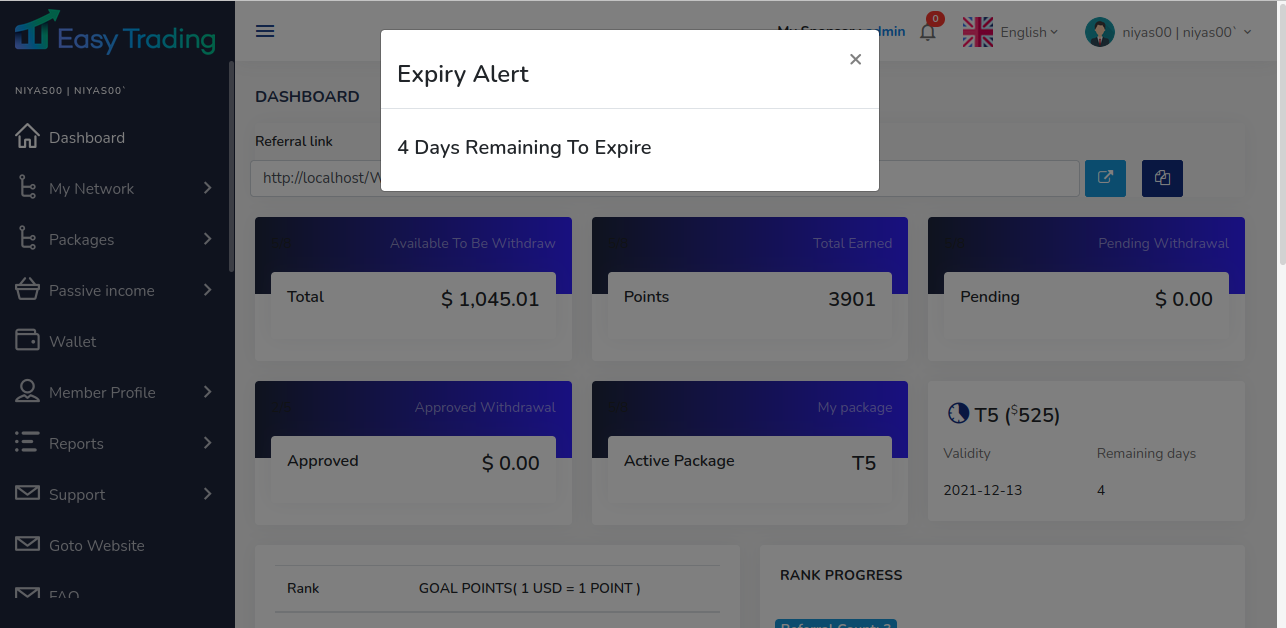 Easy Trading
NIYAS00 | NIYAS00`
Dashboard
My Network
Packages
Passive income
Wallet
Member Profile
Reports
Support
Goto Website
FAQ
My Sponsor: admin
0
English
niyas00 | niyas00`
Expiry Alert
×
4 Days Remaining To Expire
DASHBOARD
Referral link
http://localhost/W
Available To Be Withdraw
Total
$ 1,045.01
Total Earned
Points
3901
Pending Withdrawal
Pending
$ 0.00
Approved Withdrawal
Approved
$ 0.00
My package
Active Package
T5
T5 ($525)
Validity
Remaining days
2021-12-13
4
Rank
GOAL POINTS( 1 USD = 1 POINT )
RANK PROGRESS